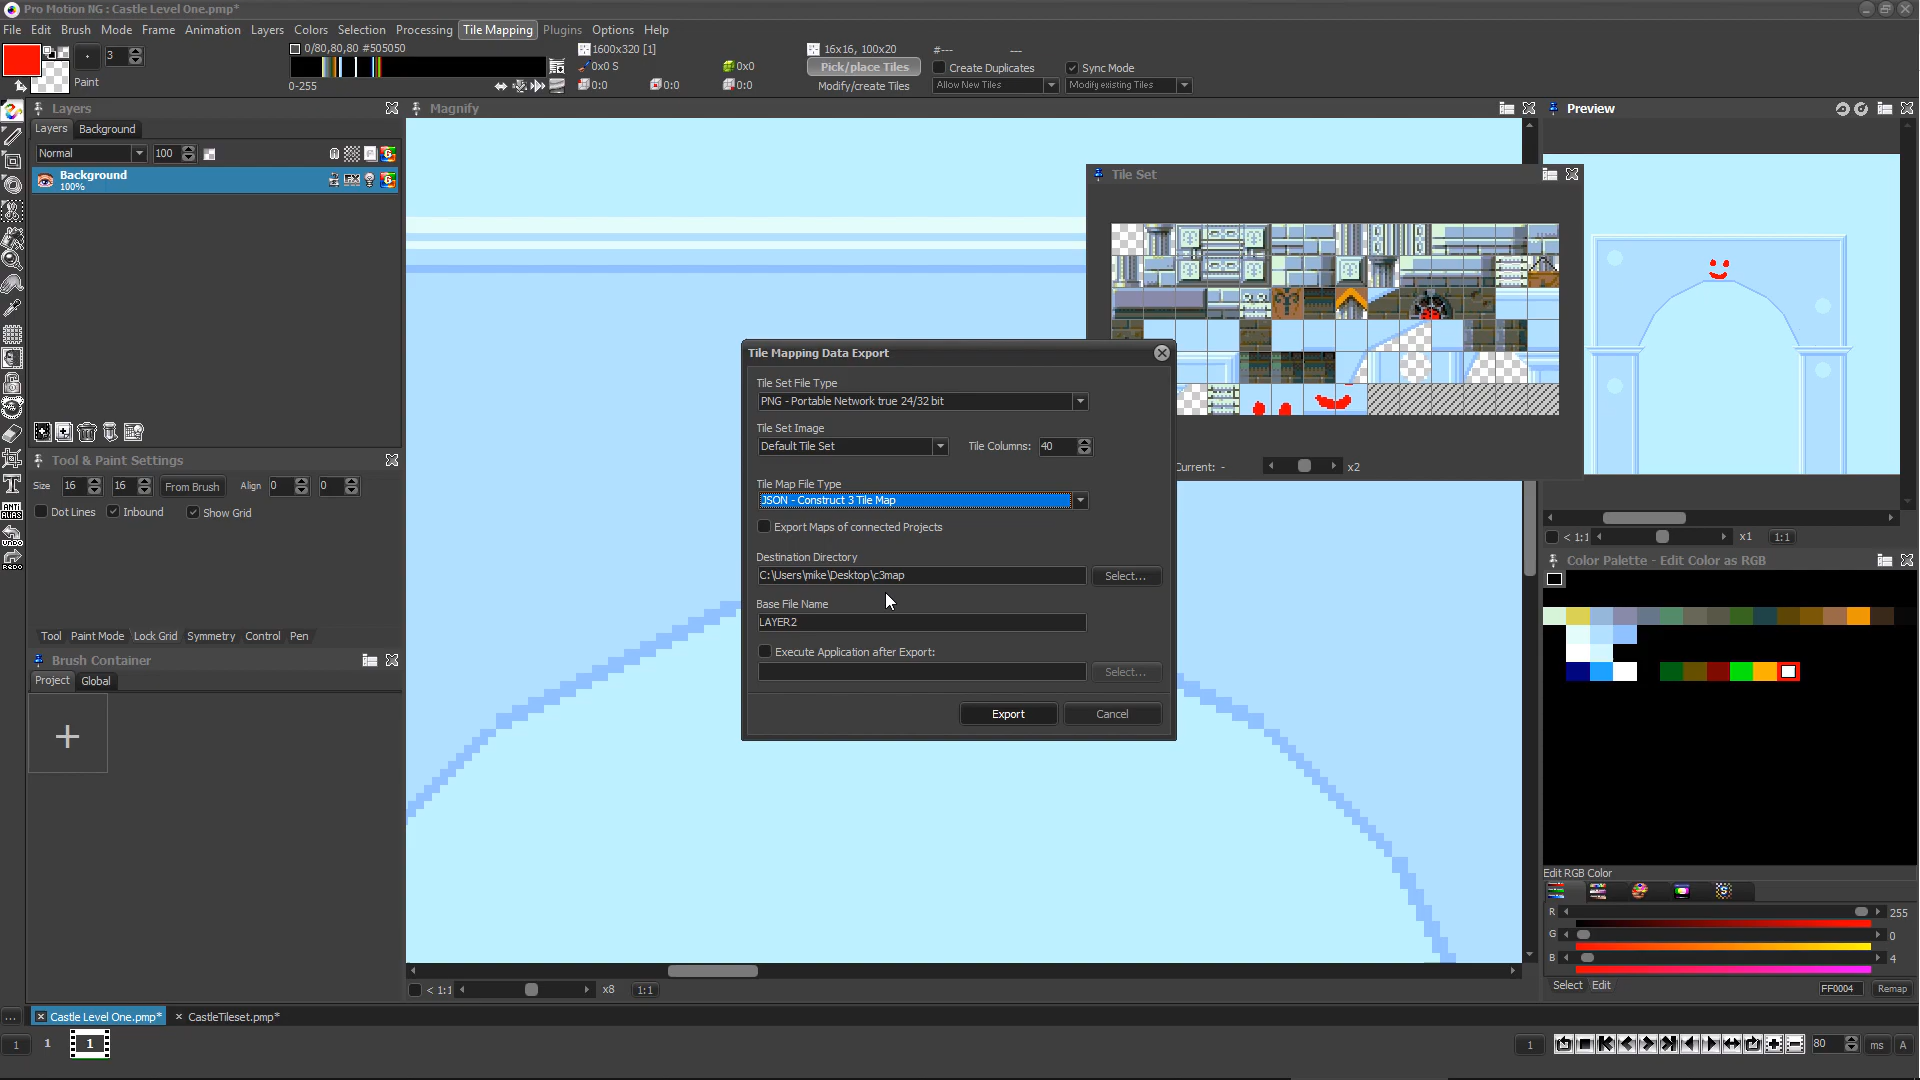 Pro Motion NG : Castle Level One.pmp*
File Edit Brush Mode Frame Animation Layers Colors Selection Processing Tile Mapping Plugins Options Help
3
Paint
0/80,80,80 #505050
0-255
1600x320 [1]
0x0 S
0x0
0:0
0:0
0:0
16x16, 100x20
#---
---
Pick/place Tiles
Create Duplicates
Sync Mode
Modify/create Tiles
Allow New Tiles
Modify existing Tiles
Layers
Layers Background
Normal
100
Background
100%
Magnify
Preview
Tile Set
Current: -
x2
Tile Mapping Data Export
Tile Set File Type
PNG - Portable Network true 24/32 bit
Tile Set Image
Default Tile Set
Tile Columns:
40
Tile Map File Type
JSON - Construct 3 Tile Map
Export Maps of connected Projects
Destination Directory
C:\Users\mike\Desktop\c3map
Select...
Base File Name
LAYER2
Execute Application after Export:
Select...
Export
Cancel
Tool & Paint Settings
Size
16
16
From Brush
Align
0
0
Dot Lines
Inbound
Show Grid
Tool Paint Mode Lock Grid Symmetry Control Pen
ANTI
ALIAS
UNDO
REDO
Brush Container
Project Global
+
< 1:1
x1
1:1
Color Palette - Edit Color as RGB
Edit RGB Color
R
255
G
0
B
4
Select Edit
FF0004
Remap
< 1:1
x8
1:1
...
Castle Level One.pmp*
CastleTileset.pmp*
1
1
1
1
80
ms
A